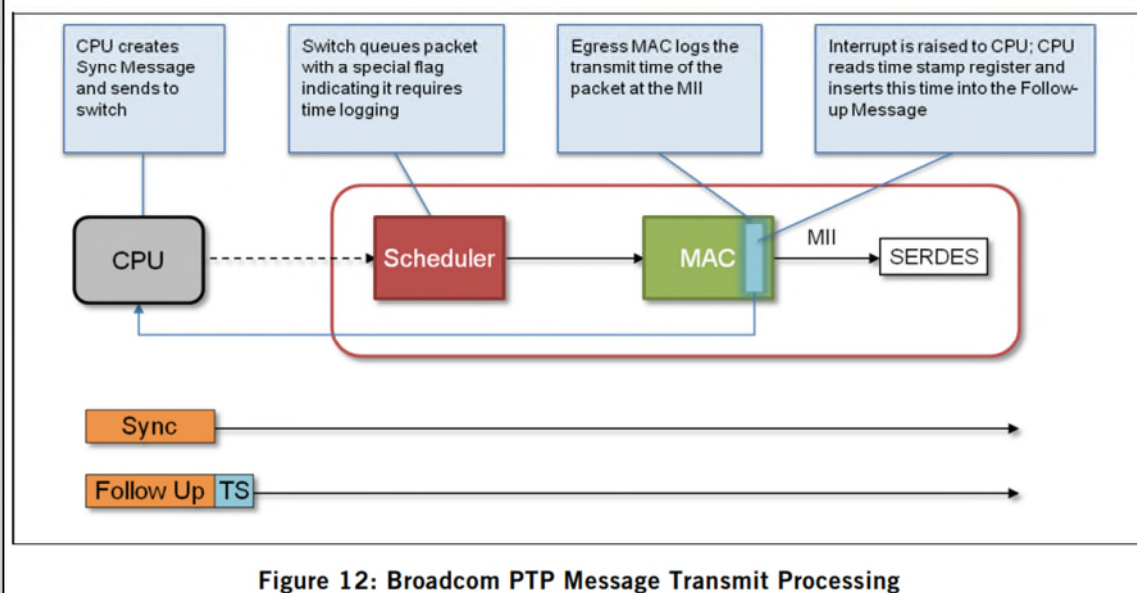 CPU creates
Sync Message
and sends to
switch
Switch queues packet
with a special flag
indicating it requires
time logging
Egress MAC logs the
transmit time of the
packet at the MII
Interrupt is raised to CPU; CPU
reads time stamp register and
inserts this time into the Follow-
up Message
CPU
Scheduler
MAC
MII
SERDES
Sync
Follow Up TS
Figure 12: Broadcom PTP Message Transmit Processing